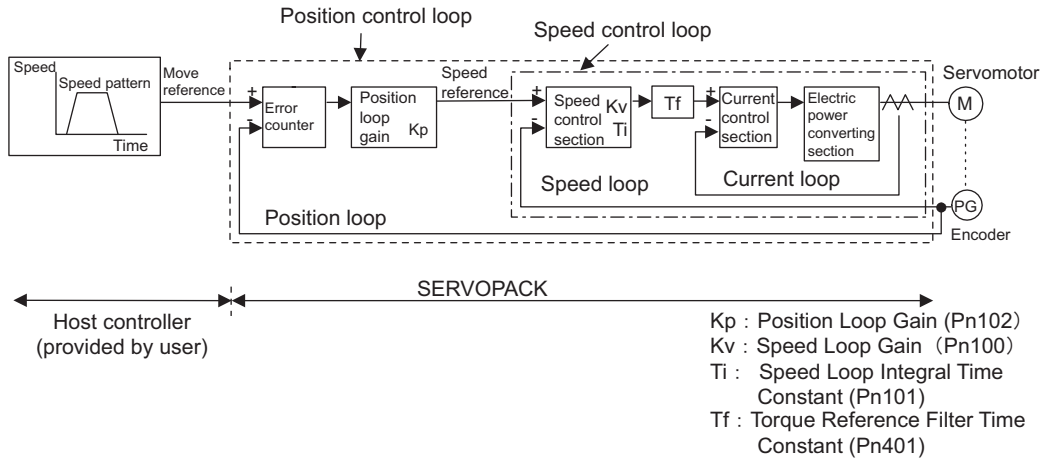 Position control loop
Speed control loop
Speed
Speed pattern
Time
Move
reference
+
-
-
Error
counter
Position
loop
gain
Kp
Speed
reference
+
-
Speed
control
section
Kv
Ti
Tf
+
-
Current
control
section
Electric
power
converting
section
Servomotor
M
Speed loop
Current loop
Position loop
PG
Encoder
SERVOPACK
Host controller
(provided by user)
Kp : Position Loop Gain (Pn102)
Kv : Speed Loop Gain (Pn100)
Ti : Speed Loop Integral Time
Constant (Pn101)
Tf : Torque Reference Filter Time
Constant (Pn401)